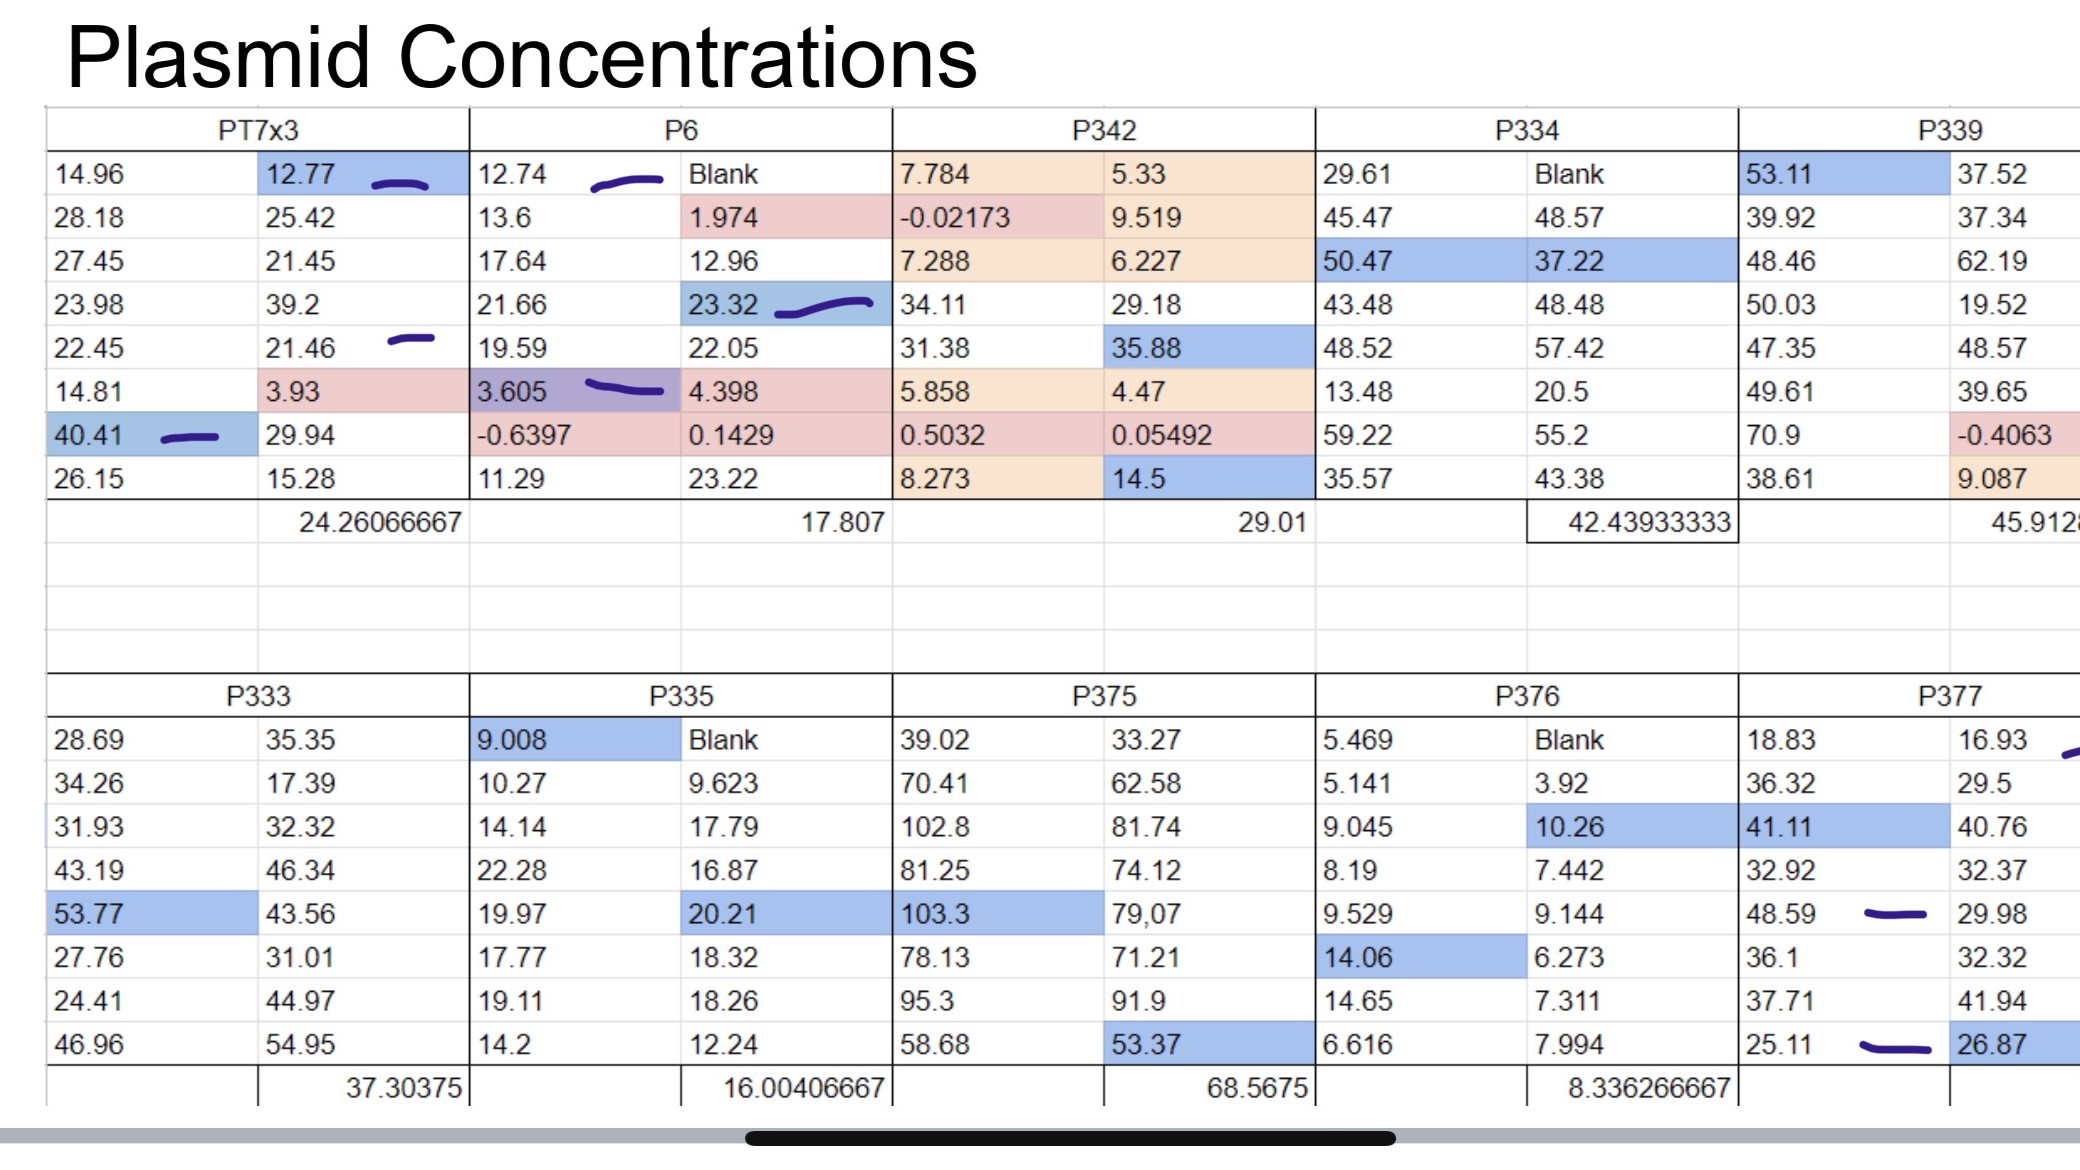 Plasmid Concentrations
PT7x3 P6 P342 P334 P339
14.96 12.77 12.74 Blank 7.784 5.33 29.61 Blank 53.11 37.52
28.18 25.42 13.6 1.974 -0.02173 9.519 45.47 48.57 39.92 37.34
27.45 21.45 17.64 12.96 7.288 6.227 50.47 37.22 48.46 62.19
23.98 39.2 21.66 23.32 34.11 29.18 43.48 48.48 50.03 19.52
22.45 21.46 19.59 22.05 31.38 35.88 48.52 57.42 47.35 48.57
14.81 3.93 3.605 4.398 5.858 4.47 13.48 20.5 49.61 39.65
40.41 29.94 -0.6397 0.1429 0.5032 0.05492 59.22 55.2 70.9 -0.4063
26.15 15.28 11.29 23.22 8.273 14.5 35.57 43.38 38.61 9.087
24.26066667 17.807 29.01 42.43933333
P333 P335 P375 P376 P377
28.69 35.35 9.008 Blank 39.02 33.27 5.469 Blank 18.83 16.93
34.26 17.39 10.27 9.623 70.41 62.58 5.141 3.92 36.32 29.5
31.93 32.32 14.14 17.79 102.8 81.74 9.045 10.26 41.11 40.76
43.19 46.34 22.28 16.87 81.25 74.12 8.19 7.442 32.92 32.37
53.77 43.56 19.97 20.21 103.3 79,07 9.529 9.144 48.59 29.98
27.76 31.01 17.77 18.32 78.13 71.21 14.06 6.273 36.1 32.32
24.41 44.97 19.11 18.26 95.3 91.9 14.65 7.311 37.71 41.94
46.96 54.95 14.2 12.24 58.68 53.37 6.616 7.994 25.11 26.87
37.30375 16.00406667 68.5675 8.336266667